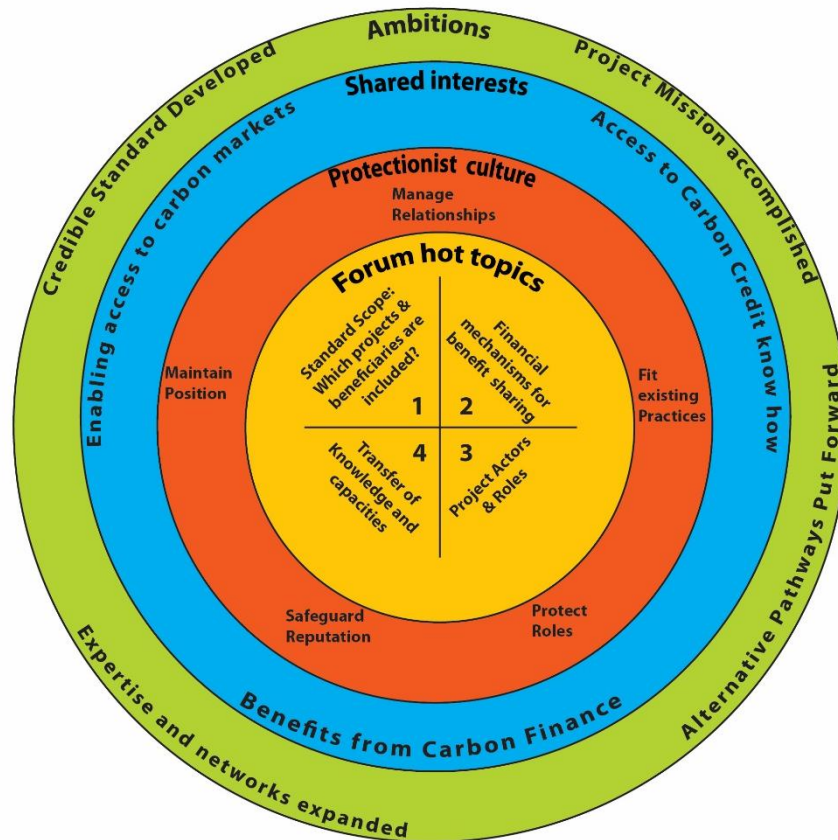 Ambitions
Credible Standard Developed
Project Mission accomplished
Alternative Pathways Put Forward
Expertise and networks expanded
Shared interests
Enabling access to carbon markets
Access to Carbon Credit know how
Benefits from Carbon Finance
Protectionist culture
Manage
Relationships
Maintain
Position
Fit
existing
Practices
Safeguard
Reputation
Protect
Roles
Forum hot topics
Standard Scope:
Which projects &
beneficiaries are
included?
1
Financial
mechanisms for
benefit sharing
2
4
Transfer of
Knowledge and
capacities
3
Project Actors
& Roles